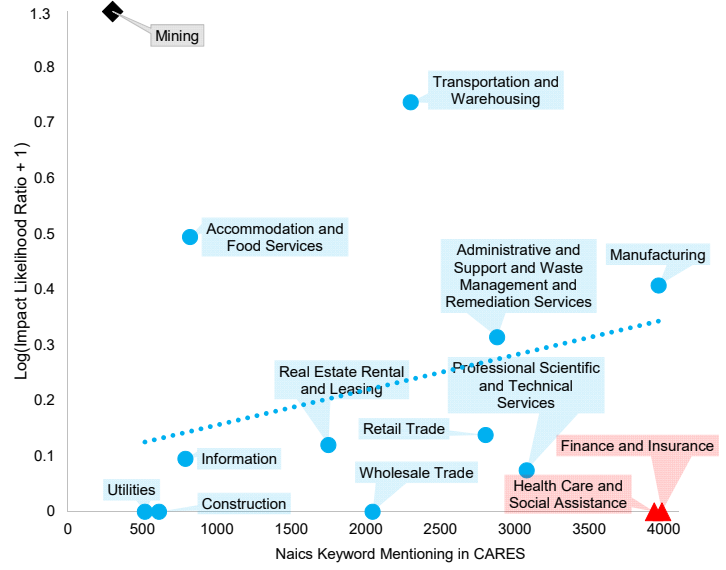 1.3
Mining
0.8
Transportation and
Warehousing
0.7
0.6
Accommodation and
Food Services
0.5
Administrative and
Support and Waste
Management and
Remediation Services
Manufacturing
0.4
Log(Impact Likelihood Ratio + 1)
0.3
Real Estate Rental
and Leasing
Professional Scientific
and Technical
Services
0.2
Retail Trade
Finance and Insurance
0.1
Information
Wholesale Trade
Health Care and
Social Assistance
Utilities
Construction
0
0 500 1000 1500 2000 2500 3000 3500 4000
Naics Keyword Mentioning in CARES